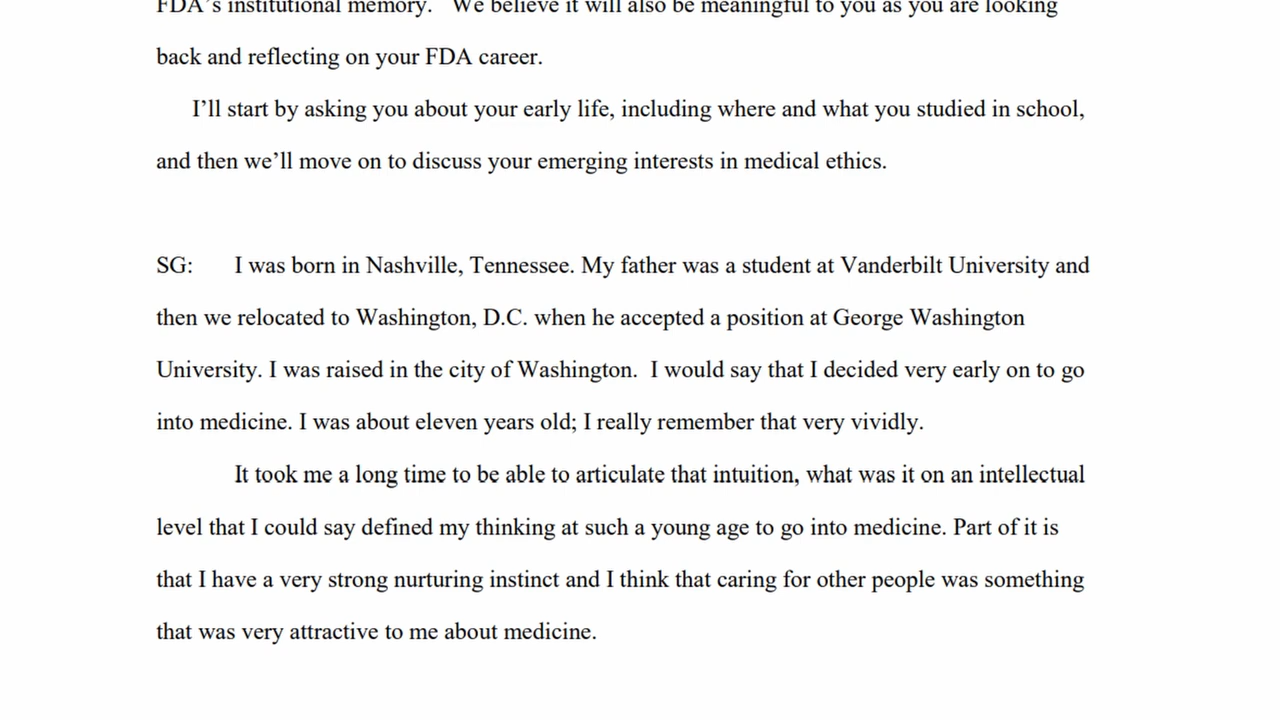 FDA's institutional memory.   We believe it will also be meaningful to you as you are looking
back and reflecting on your FDA career.
I’ll start by asking you about your early life, including where and what you studied in school,
and then we’ll move on to discuss your emerging interests in medical ethics.
SG: I was born in Nashville, Tennessee. My father was a student at Vanderbilt University and
then we relocated to Washington, D.C. when he accepted a position at George Washington
University. I was raised in the city of Washington.  I would say that I decided very early on to go
into medicine. I was about eleven years old; I really remember that very vividly.
It took me a long time to be able to articulate that intuition, what was it on an intellectual
level that I could say defined my thinking at such a young age to go into medicine. Part of it is
that I have a very strong nurturing instinct and I think that caring for other people was something
that was very attractive to me about medicine.